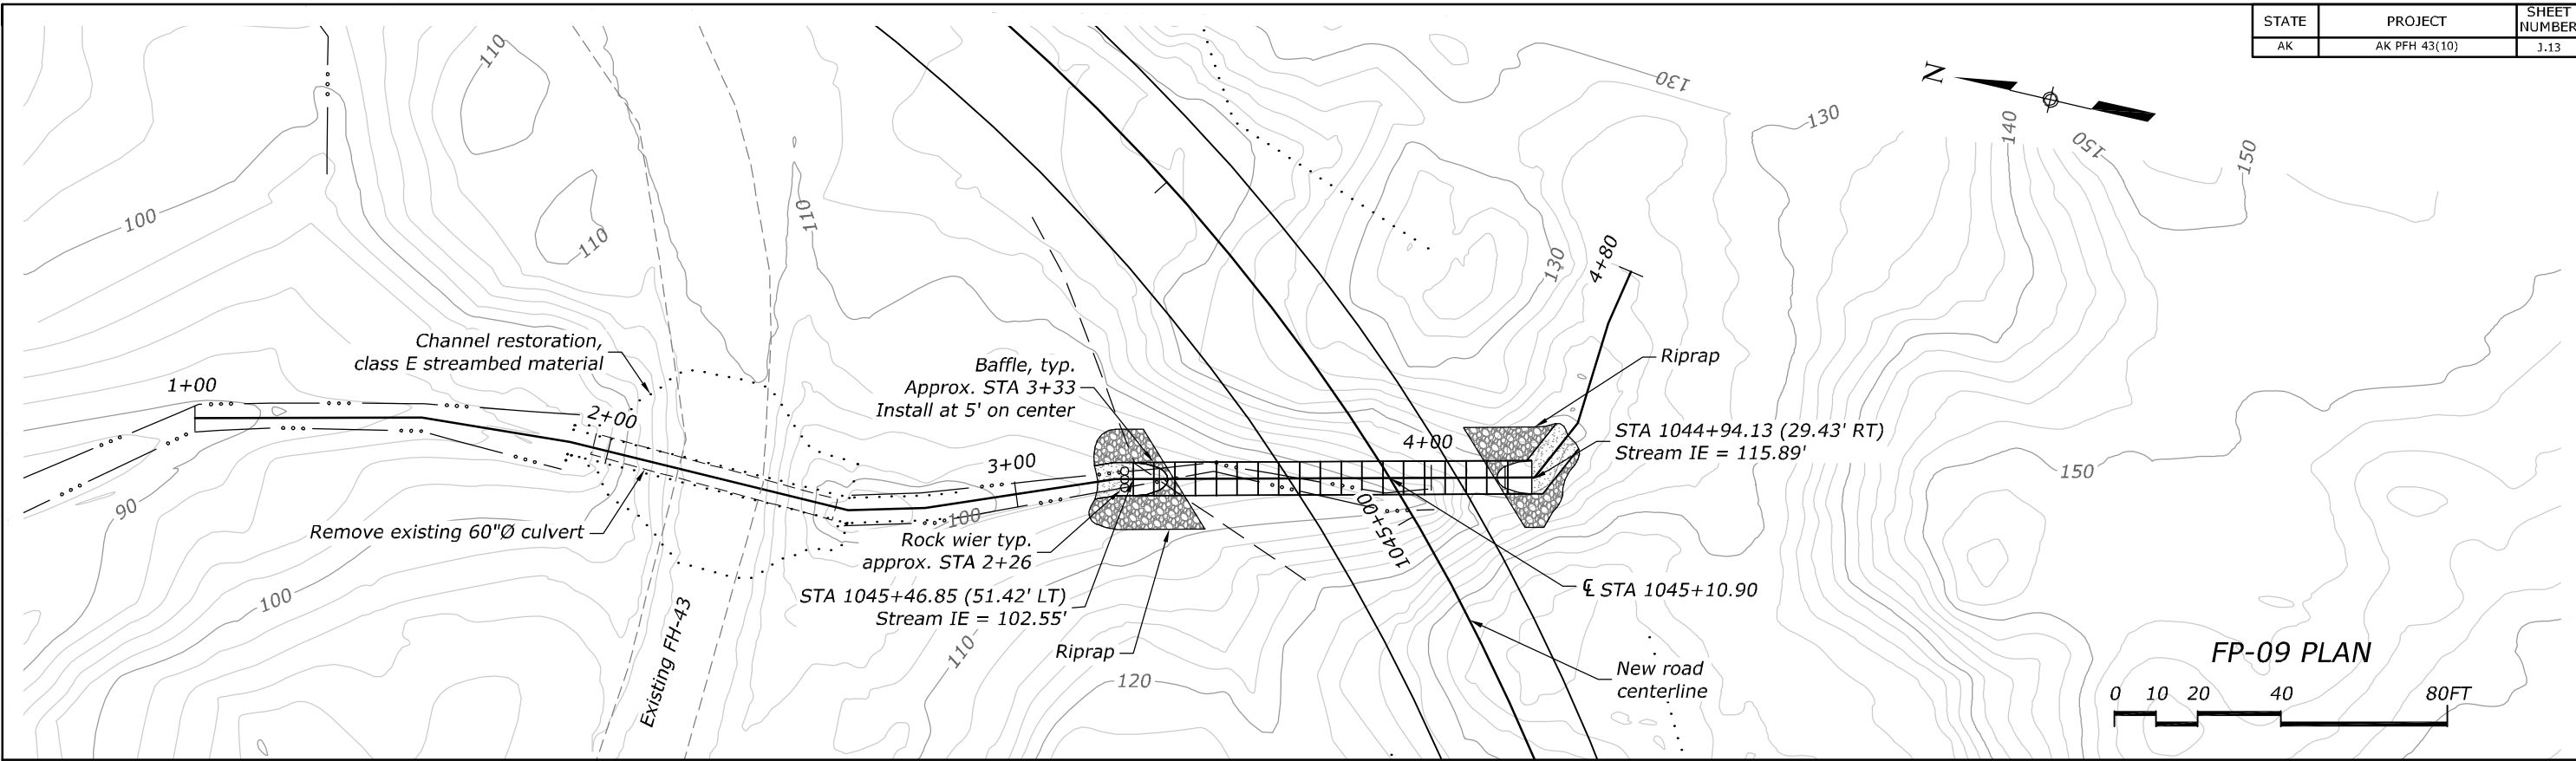 STATE
PROJECT
SHEET
NUMBER
AK
AK PFH 43(10)
J.13
N
110
130
130
140
150
150
100
110
110
130
4+80
Channel restoration,
class E streambed material
1+00
2+00
Baffle, typ.
Approx. STA 3+33
Install at 5' on center
Riprap
3+00
4+00
STA 1044+94.13 (29.43' RT)
Stream IE = 115.89'
150
90
Remove existing 60"Ø culvert
100
Rock wier typ.
approx. STA 2+26
1045+00
STA 1045+46.85 (51.42' LT)
Stream IE = 102.55'
℄ STA 1045+10.90
100
Existing FH-43
110
Riprap
120
New road
centerline
FP-09 PLAN
0 10 20 40 80FT